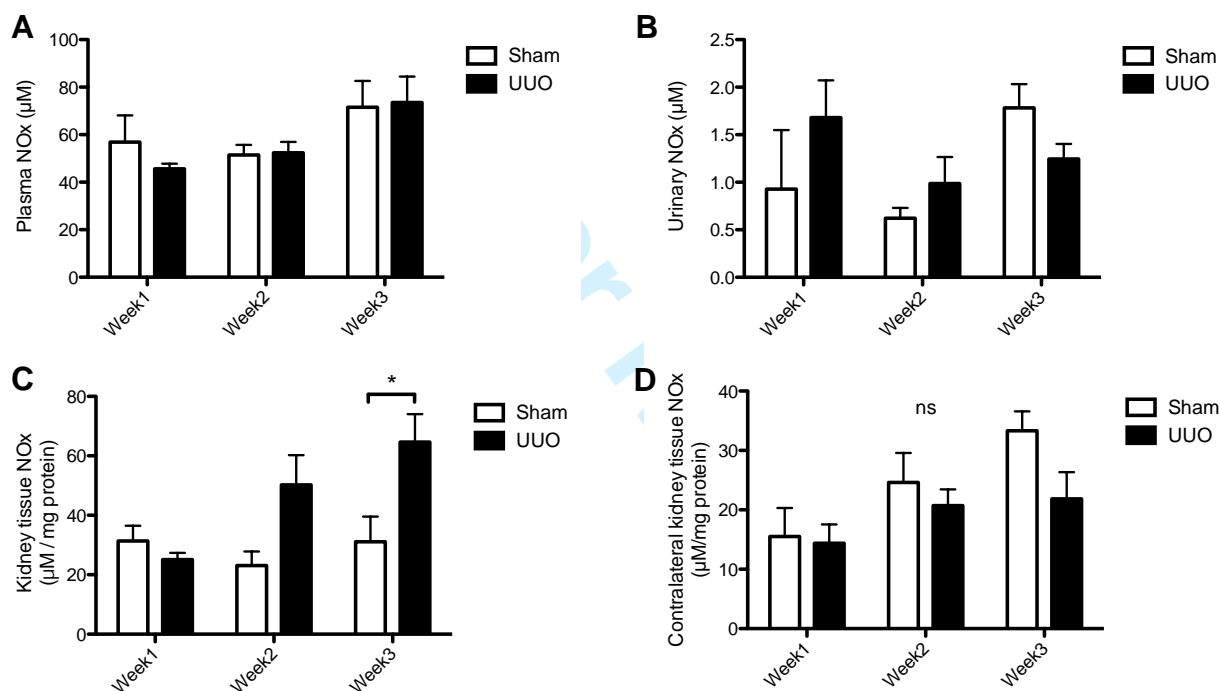 A
Plasma NOx (µM)
100
80
60
40
20
0
Week1
Week2
Week3
Sham
UUO
B
Urinary NOx (µM)
2.5
2.0
1.5
1.0
0.5
0.0
Week1
Week2
Week3
Sham
UUO
C
Kidney tissue NOx
(µM / mg protein)
80
60
40
20
0
*
Week1
Week2
Week3
Sham
UUO
D
Contralateral kidney tissue NOx
(µM/mg protein)
40
30
20
10
0
ns
Week1
Week2
Week3
Sham
UUO